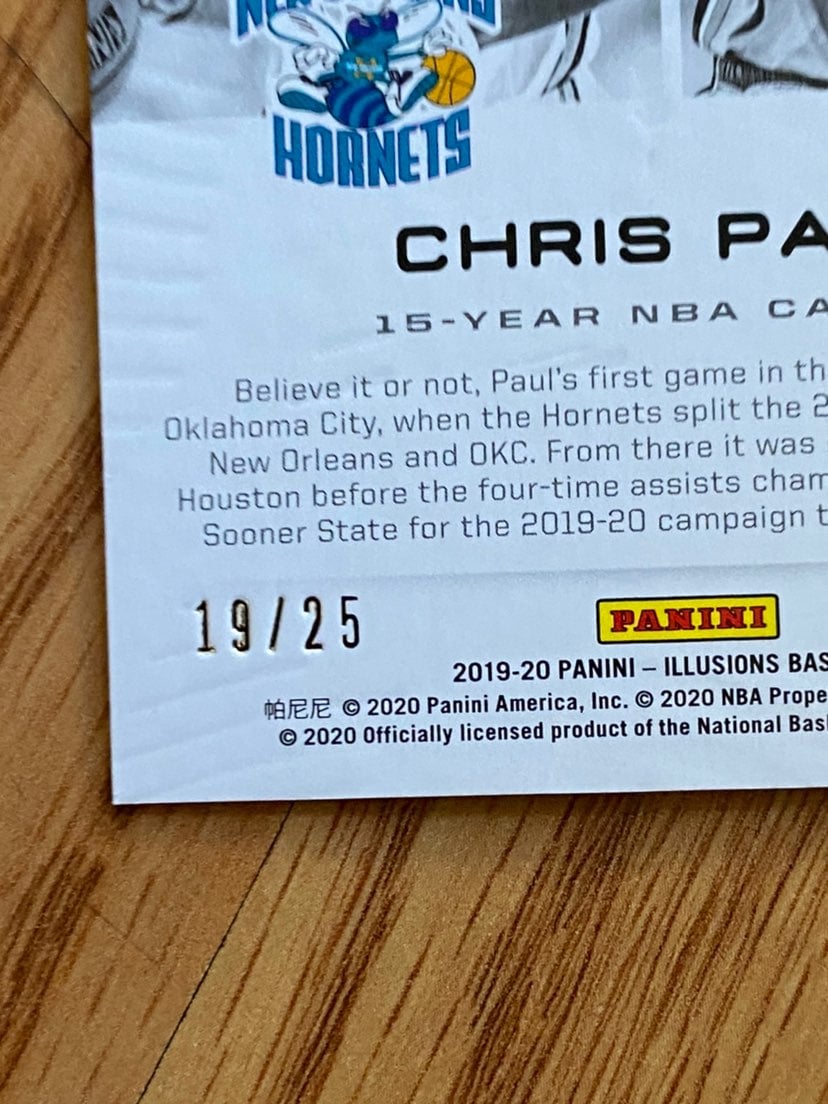 HORNETS
CHRIS PA
15-YEAR NBA CA
Believe it or not, Paul's first game in th
Oklahoma City, when the Hornets split the 2
New Orleans and OKC. From there it was
Houston before the four-time assists cham
Sooner State for the 2019-20 campaign t
19/25
PANINI
2019-20 PANINI – ILLUSIONS BAS
帕尼尼 © 2020 Panini America, Inc. © 2020 NBA Prope
© 2020 Officially licensed product of the National Bask